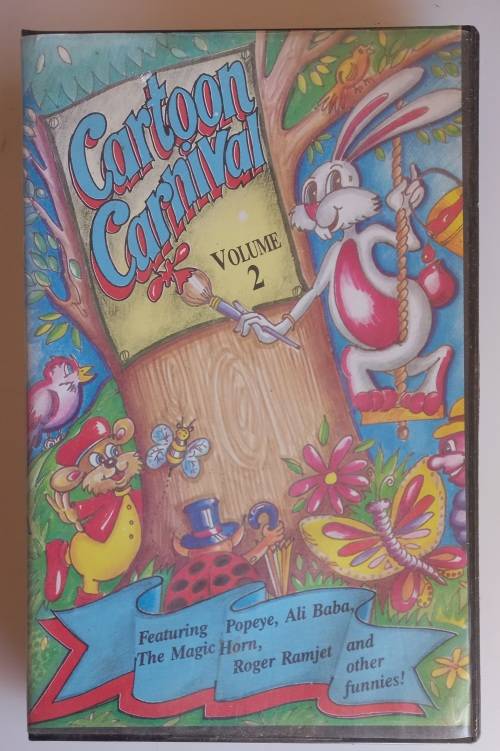 Cartoon
Carnival
VOLUME
2
Featuring Popeye, Ali Baba,
The Magic Horn,
Roger Ramjet and
other
funnies!